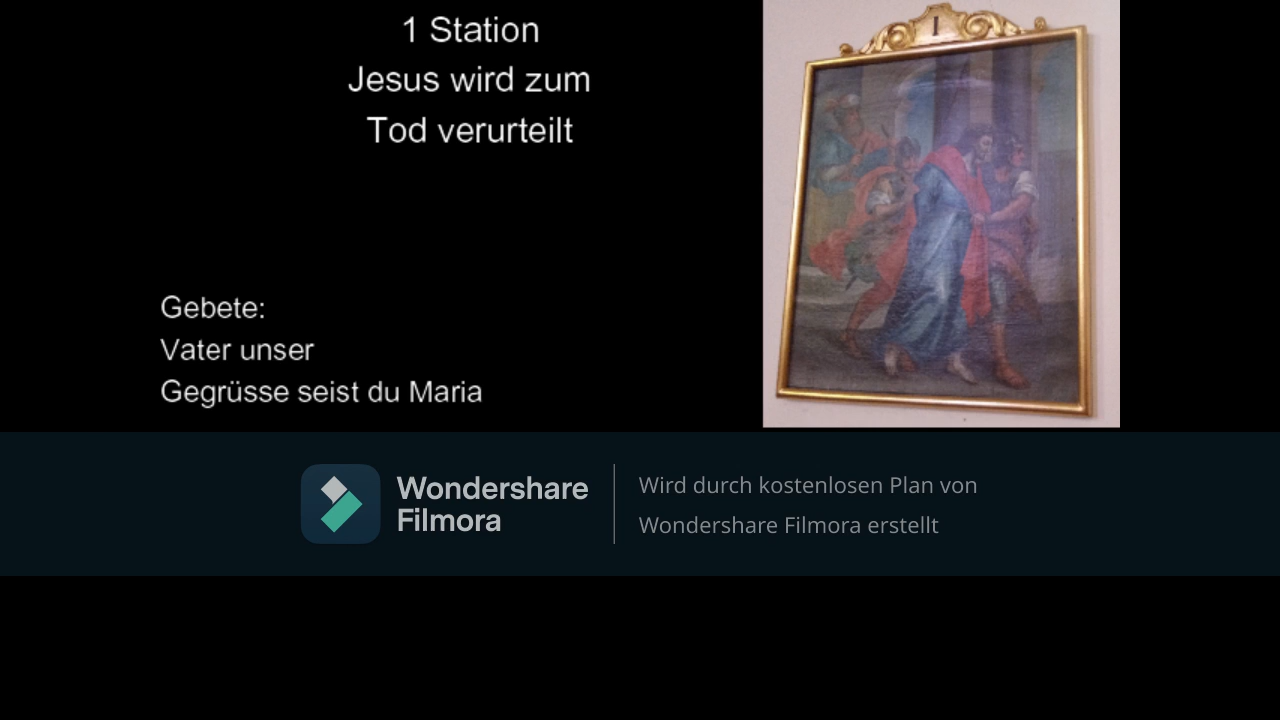 1 Station
Jesus wird zum
Tod verurteilt
I
Gebete:
Vater unser
Gegrüsse seist du Maria
Wondershare
Filmora
Wird durch kostenlosen Plan von
Wondershare Filmora erstellt